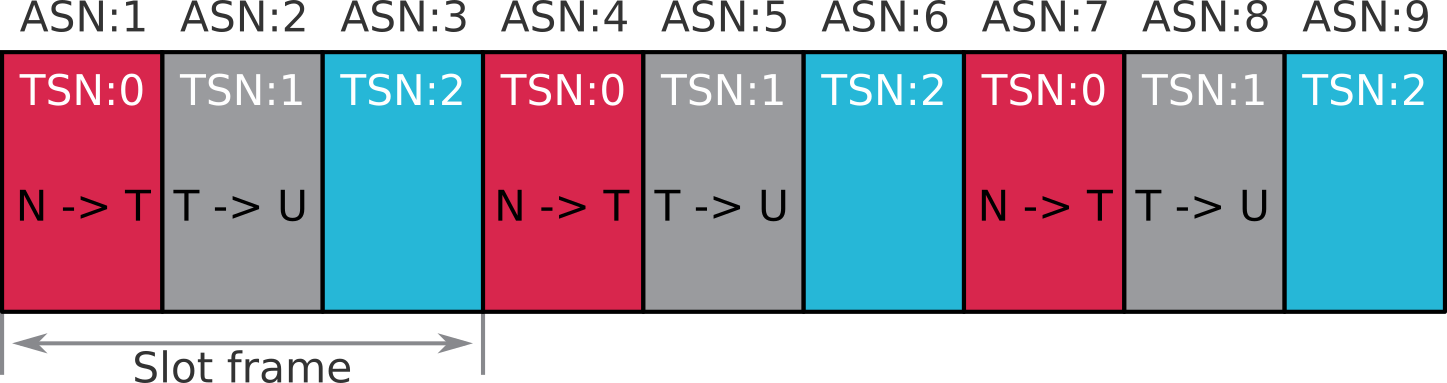 ASN:1 ASN:2 ASN:3 ASN:4 ASN:5 ASN:6 ASN:7 ASN:8 ASN:9
TSN:0 TSN:1 TSN:2 TSN:0 TSN:1 TSN:2 TSN:0 TSN:1 TSN:2
N -> T T -> U N -> T T -> U N -> T T -> U
Slot frame